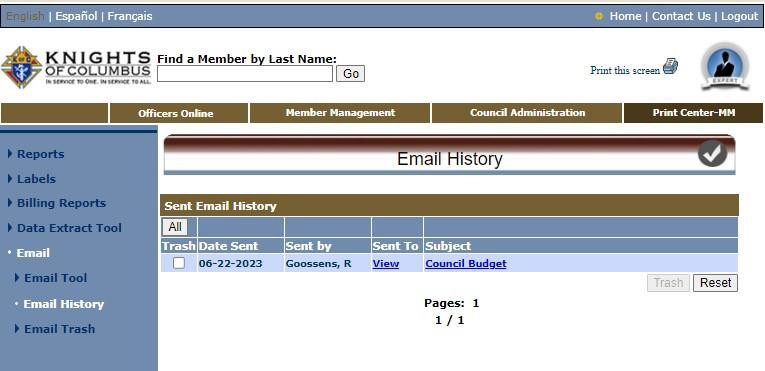 English | Español | Français
Home | Contact Us | Logout
KNIGHTS
OF COLUMBUS
IN SERVICE TO ONE. IN SERVICE TO ALL.
Find a Member by Last Name:
Go
Print this screen
EXPERT
Officers Online
Member Management
Council Administration
Print Center-MM
Reports
Labels
Billing Reports
Data Extract Tool
Email
Email Tool
Email History
Email Trash
Email History
Sent Email History
All
Trash Date Sent Sent by Sent To Subject
06-22-2023 Goossens, R View Council Budget
Trash Reset
Pages: 1
1 / 1